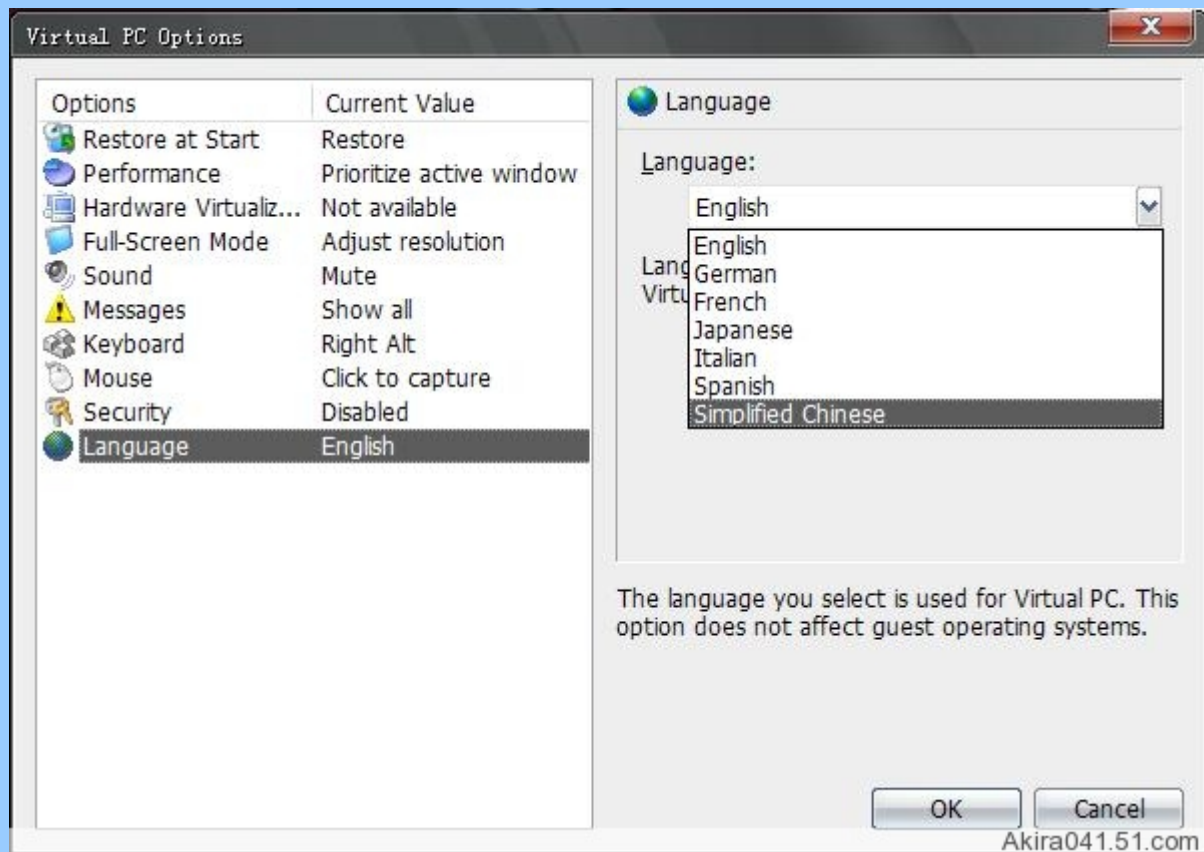 Virtual PC Options
Options Current Value
Restore at Start Restore
Performance Prioritize active window
Hardware Virtualiz... Not available
Full-Screen Mode Adjust resolution
Sound Mute
Messages Show all
Keyboard Right Alt
Mouse Click to capture
Security Disabled
Language English
Language
Language:
English
English
German
French
Japanese
Italian
Spanish
Simplified Chinese
The language you select is used for Virtual PC. This
option does not affect guest operating systems.
OK Cancel
Akira041.51.com